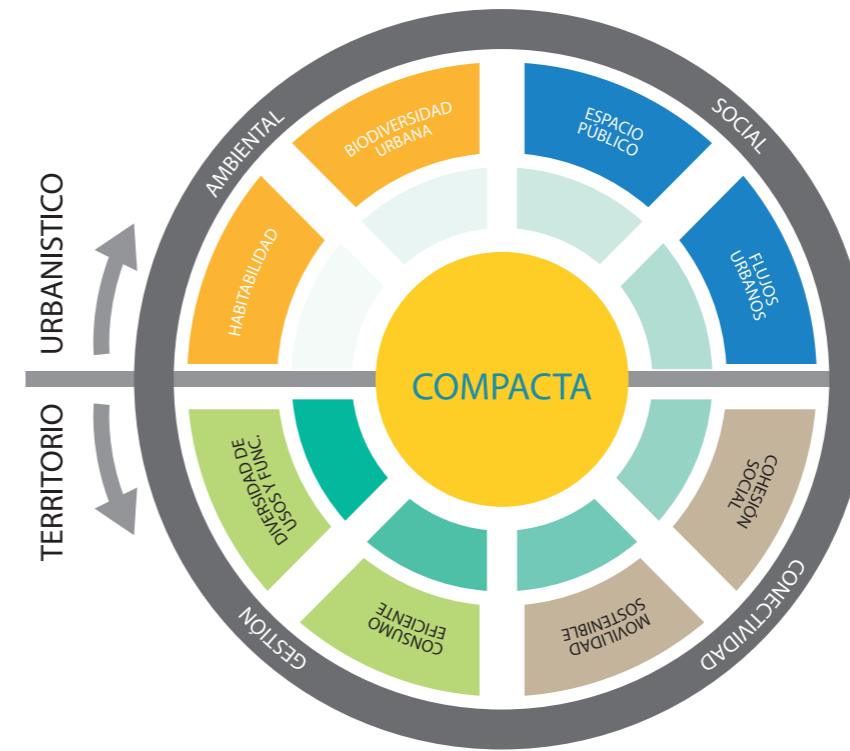 URBANISTICO
TERRITORIO
AMBIENTAL
SOCIAL
CONECTIVIDAD
GESTIÓN
HABITABILIDAD
BIODIVERSIDAD
URBANA
ESPACIO
PÚBLICO
FLUJOS
URBANOS
COHESIÓN
SOCIAL
MOVILIDAD
SOSTENIBLE
CONSUMO
EFICIENTE
DIVERSIDAD DE
USOS Y FUNC.
COMPACTA